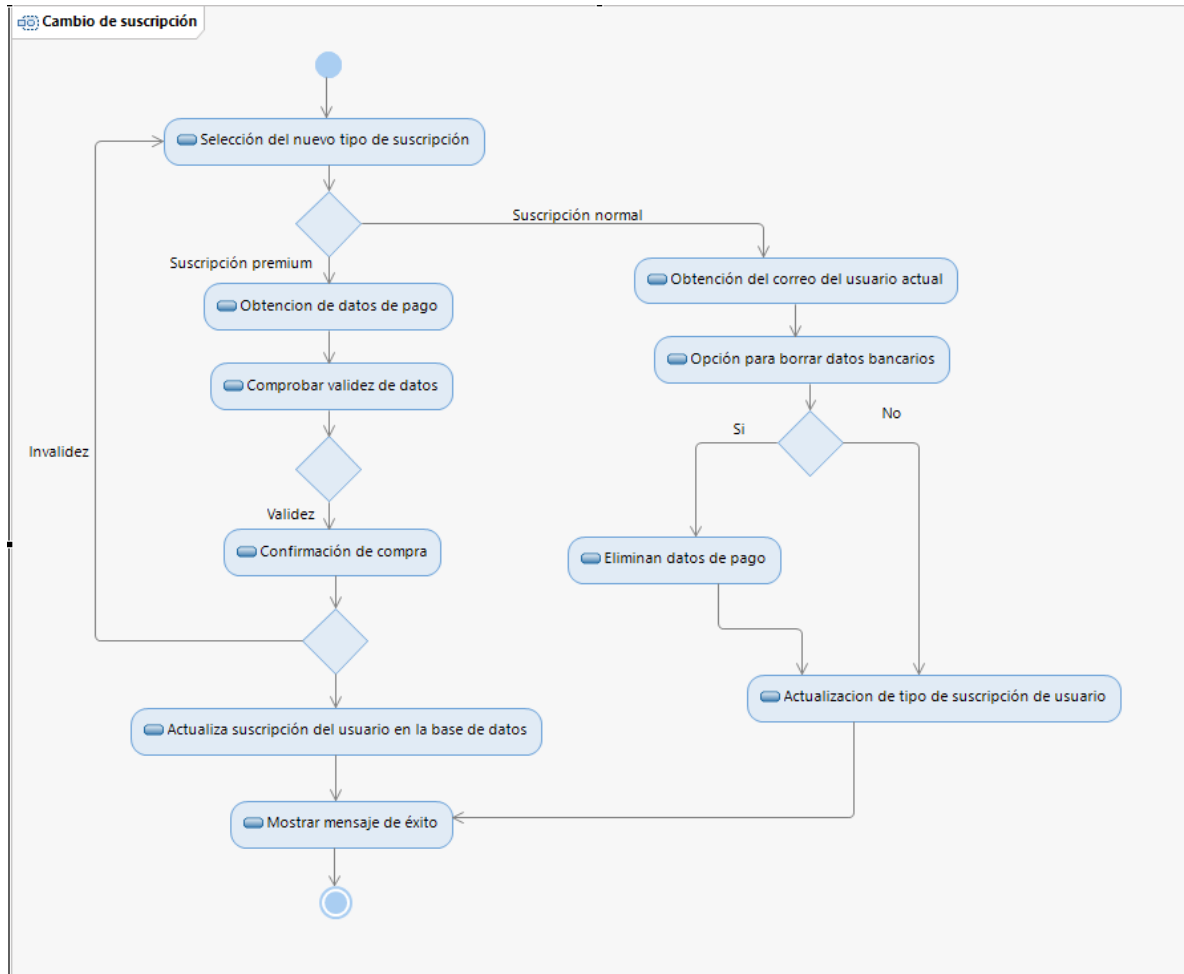 Cambio de suscripción
Selección del nuevo tipo de suscripción
Suscripción normal
Suscripción premium
Obtención del correo del usuario actual
Obtencion de datos de pago
Opción para borrar datos bancarios
Comprobar validez de datos
No
Si
Invalidez
Validez
Confirmación de compra
Eliminan datos de pago
Actualizacion de tipo de suscripción de usuario
Actualiza suscripción del usuario en la base de datos
Mostrar mensaje de éxito